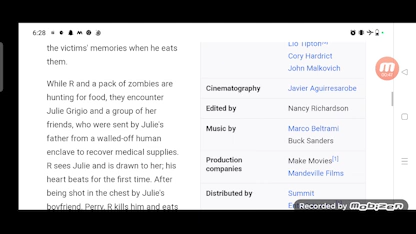 6:28
the victims' memories when he eats
them.
While R and a pack of zombies are
hunting for food, they encounter
Julie Grigio and a group of her
friends, who were sent by Julie's
father from a walled-off human
enclave to recover medical supplies.
R sees Julie and is drawn to her; his
heart beats for the first time. After
being shot in the chest by Julie's
boyfriend, Perry, R kills him and eats
Cory Hardrict
John Malkovich
Cinematography Javier Aguirresarobe
Edited by Nancy Richardson
Music by Marco Beltrami
Buck Sanders
Production Make Movies[1]
companies Mandeville Films
Distributed by Summit
Recorded by Mobizen